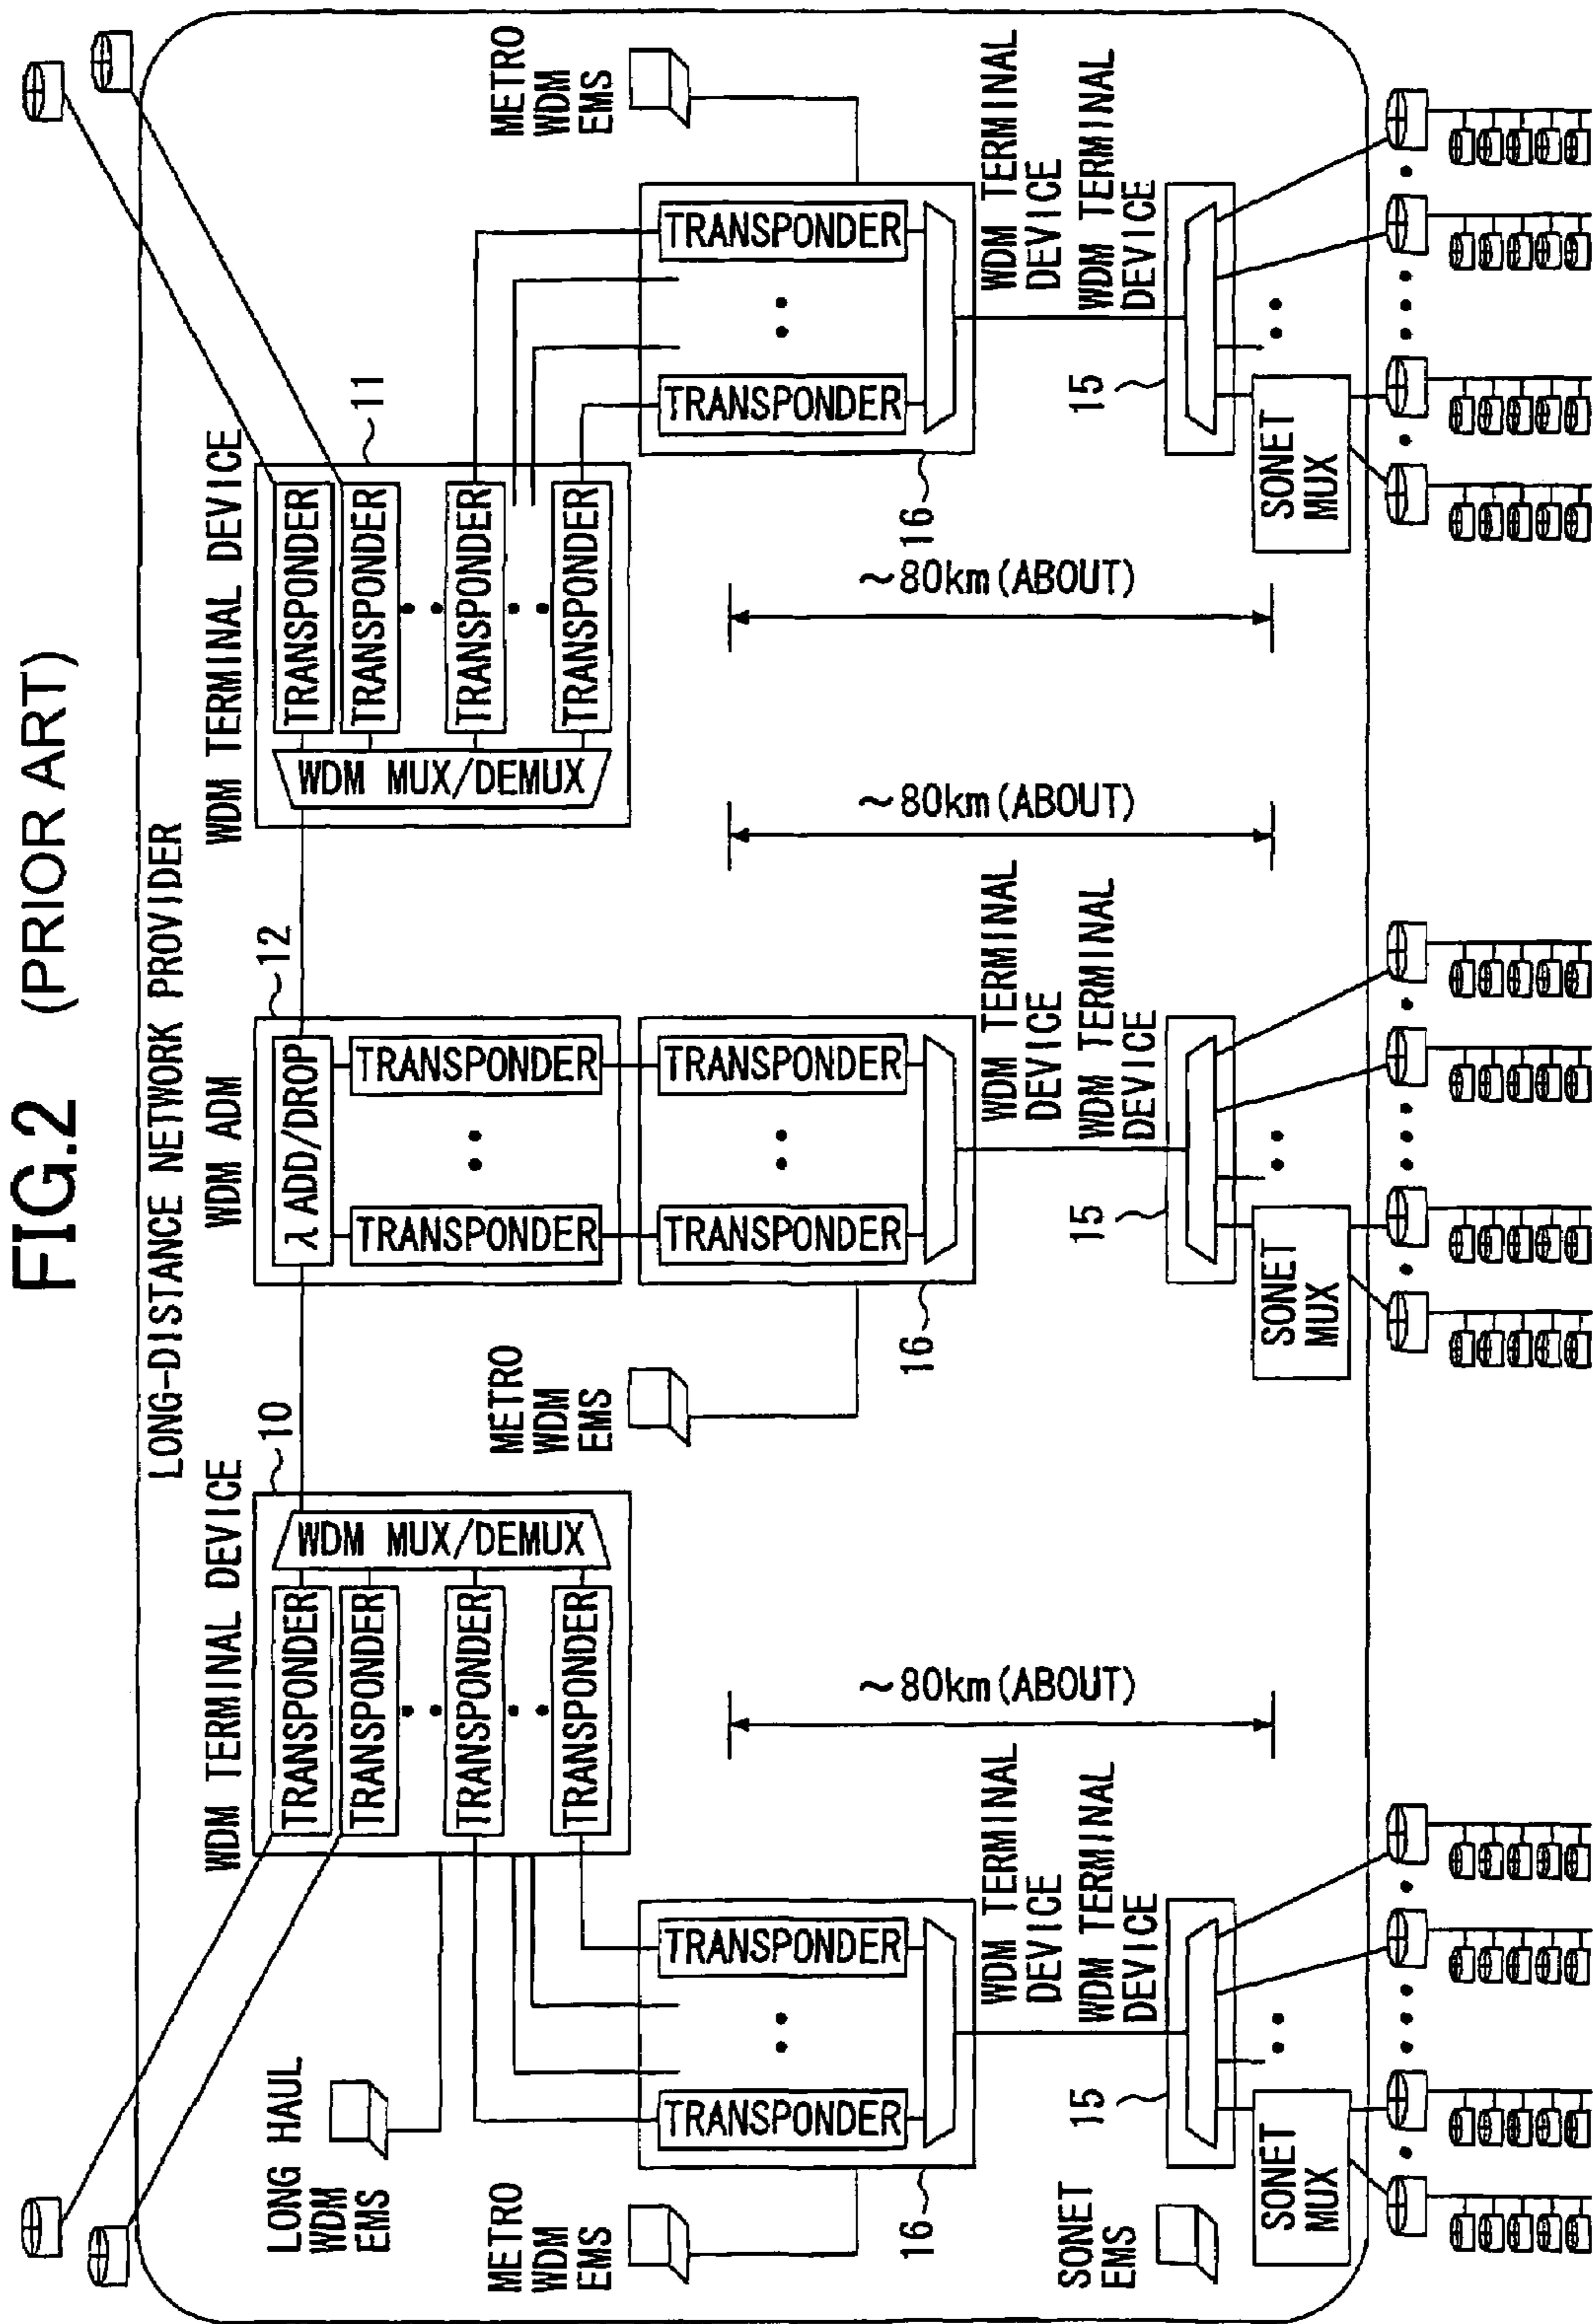 FIG.2 (PRIOR ART)
LONG-DISTANCE NETWORK PROVIDER
WDM TERMINAL DEVICE
10
TRANSPONDER
TRANSPONDER
TRANSPONDER
TRANSPONDER
WDM MUX/DEMUX
WDM ADM
12
λ ADD/DROP
TRANSPONDER
TRANSPONDER
WDM TERMINAL DEVICE
11
WDM MUX/DEMUX
TRANSPONDER
TRANSPONDER
TRANSPONDER
TRANSPONDER
LONG HAUL
WDM
EMS
METRO
WDM
EMS
16
TRANSPONDER
TRANSPONDER
WDM TERMINAL
DEVICE
~80km(ABOUT)
METRO
WDM
EMS
16
TRANSPONDER
TRANSPONDER
WDM TERMINAL
DEVICE
~80km(ABOUT)
~80km(ABOUT)
16
TRANSPONDER
TRANSPONDER
METRO
WDM
EMS
WDM TERMINAL
DEVICE
SONET
EMS
15
WDM TERMINAL
DEVICE
SONET
MUX
15
WDM TERMINAL
DEVICE
SONET
MUX
15
WDM TERMINAL
DEVICE
SONET
MUX